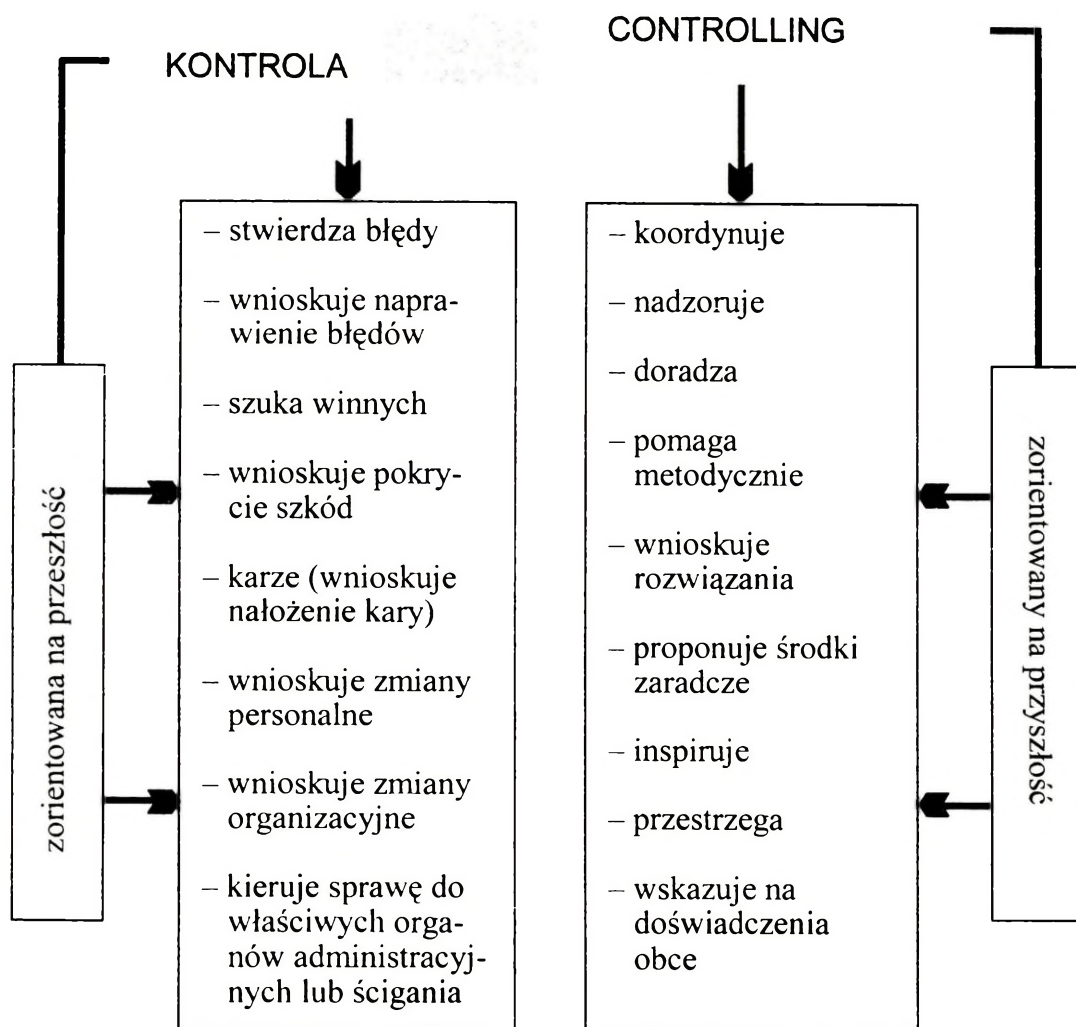 KONTROLA
zorientowana na przeszłość
– stwierdza błędy
– wnioskuje napra-
wienie błędów
– szuka winnych
– wnioskuje pokry-
cie szkód
– karze (wnioskuje
nałożenie kary)
– wnioskuje zmiany
personalne
– wnioskuje zmiany
organizacyjne
– kieruje sprawę do
właściwych orga-
nów administracyj-
nych lub ścigania
CONTROLLING
– koordynuje
– nadzoruje
– doradza
– pomaga
metodycznie
– wnioskuje
rozwiązania
– proponuje środki
zaradcze
– inspiruje
– przestrzega
– wskazuje na
doświadczenia
obce
zorientowany na przyszłość